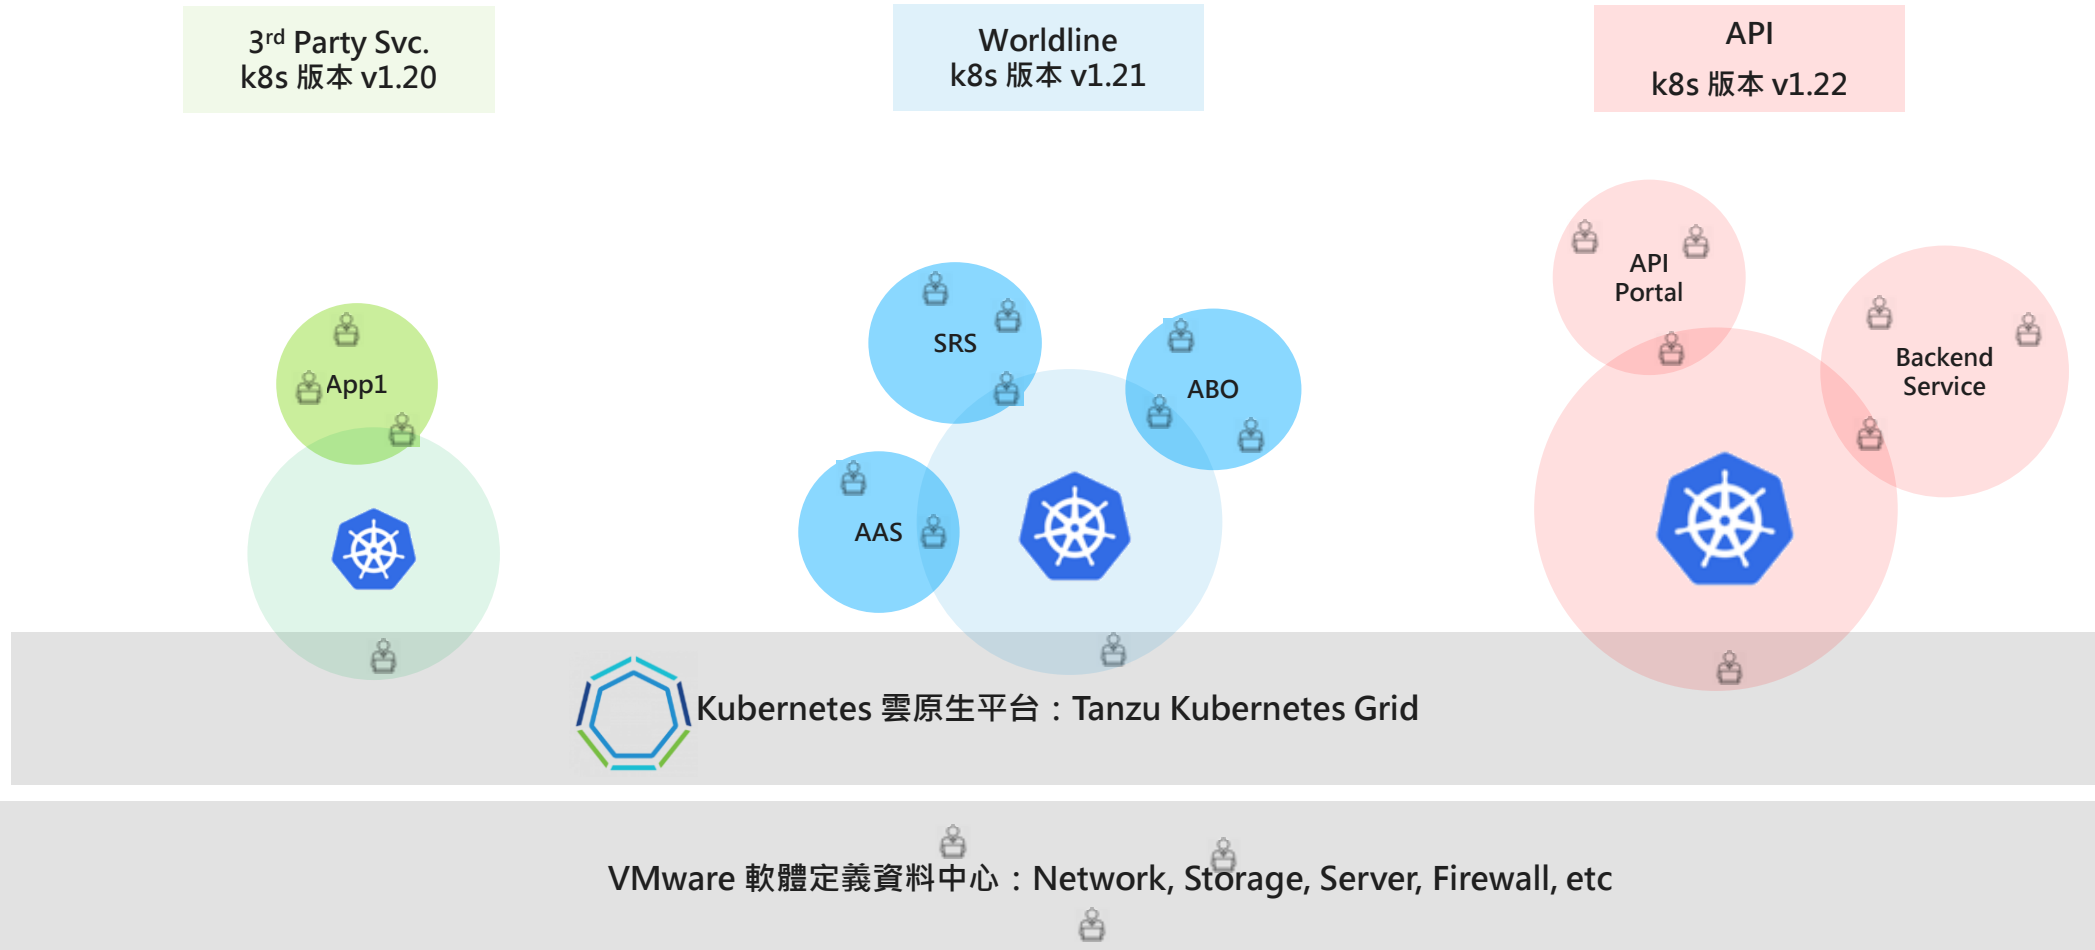 3rd Party Svc.
k8s 版本 v1.20
Worldline
k8s 版本 v1.21
API
k8s 版本 v1.22
App1
SRS
ABO
AAS
API
Portal
Backend
Service
Kubernetes 雲原生平台：Tanzu Kubernetes Grid
VMware 軟體定義資料中心：Network, Storage, Server, Firewall, etc